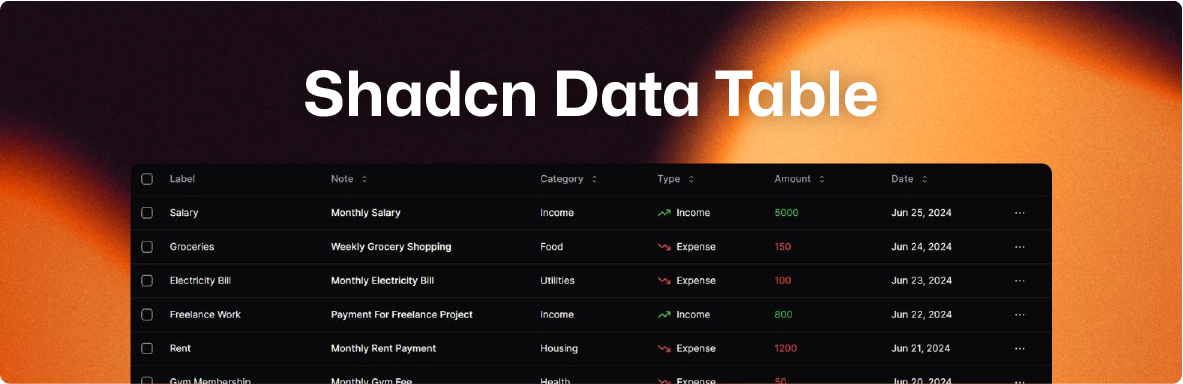 Shadcn Data Table
Label Note Category Type Amount Date
Salary Monthly Salary Income Income 5000 Jun 25, 2024 ...
Groceries Weekly Grocery Shopping Food Expense 150 Jun 24, 2024 ...
Electricity Bill Monthly Electricity Bill Utilities Expense 100 Jun 23, 2024 ...
Freelance Work Payment For Freelance Project Income Income 800 Jun 22, 2024 ...
Rent Monthly Rent Payment Housing Expense 1200 Jun 21, 2024 ...
Gym Membership Monthly Gym Fee Health Expense 50 Jun 20, 2024 ...